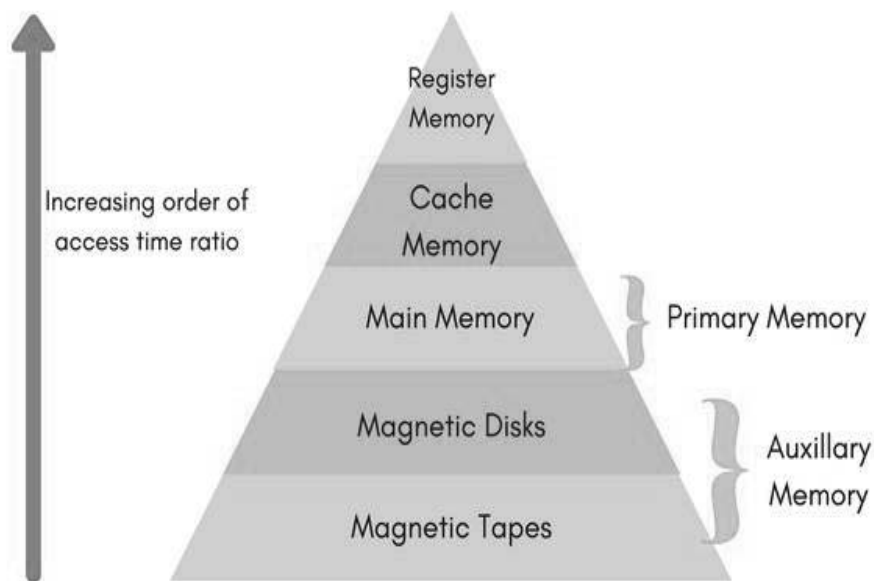 Register
Memory
Increasing order of
access time ratio
Cache
Memory
Main Memory
Primary Memory
Magnetic Disks
Auxillary
Memory
Magnetic Tapes